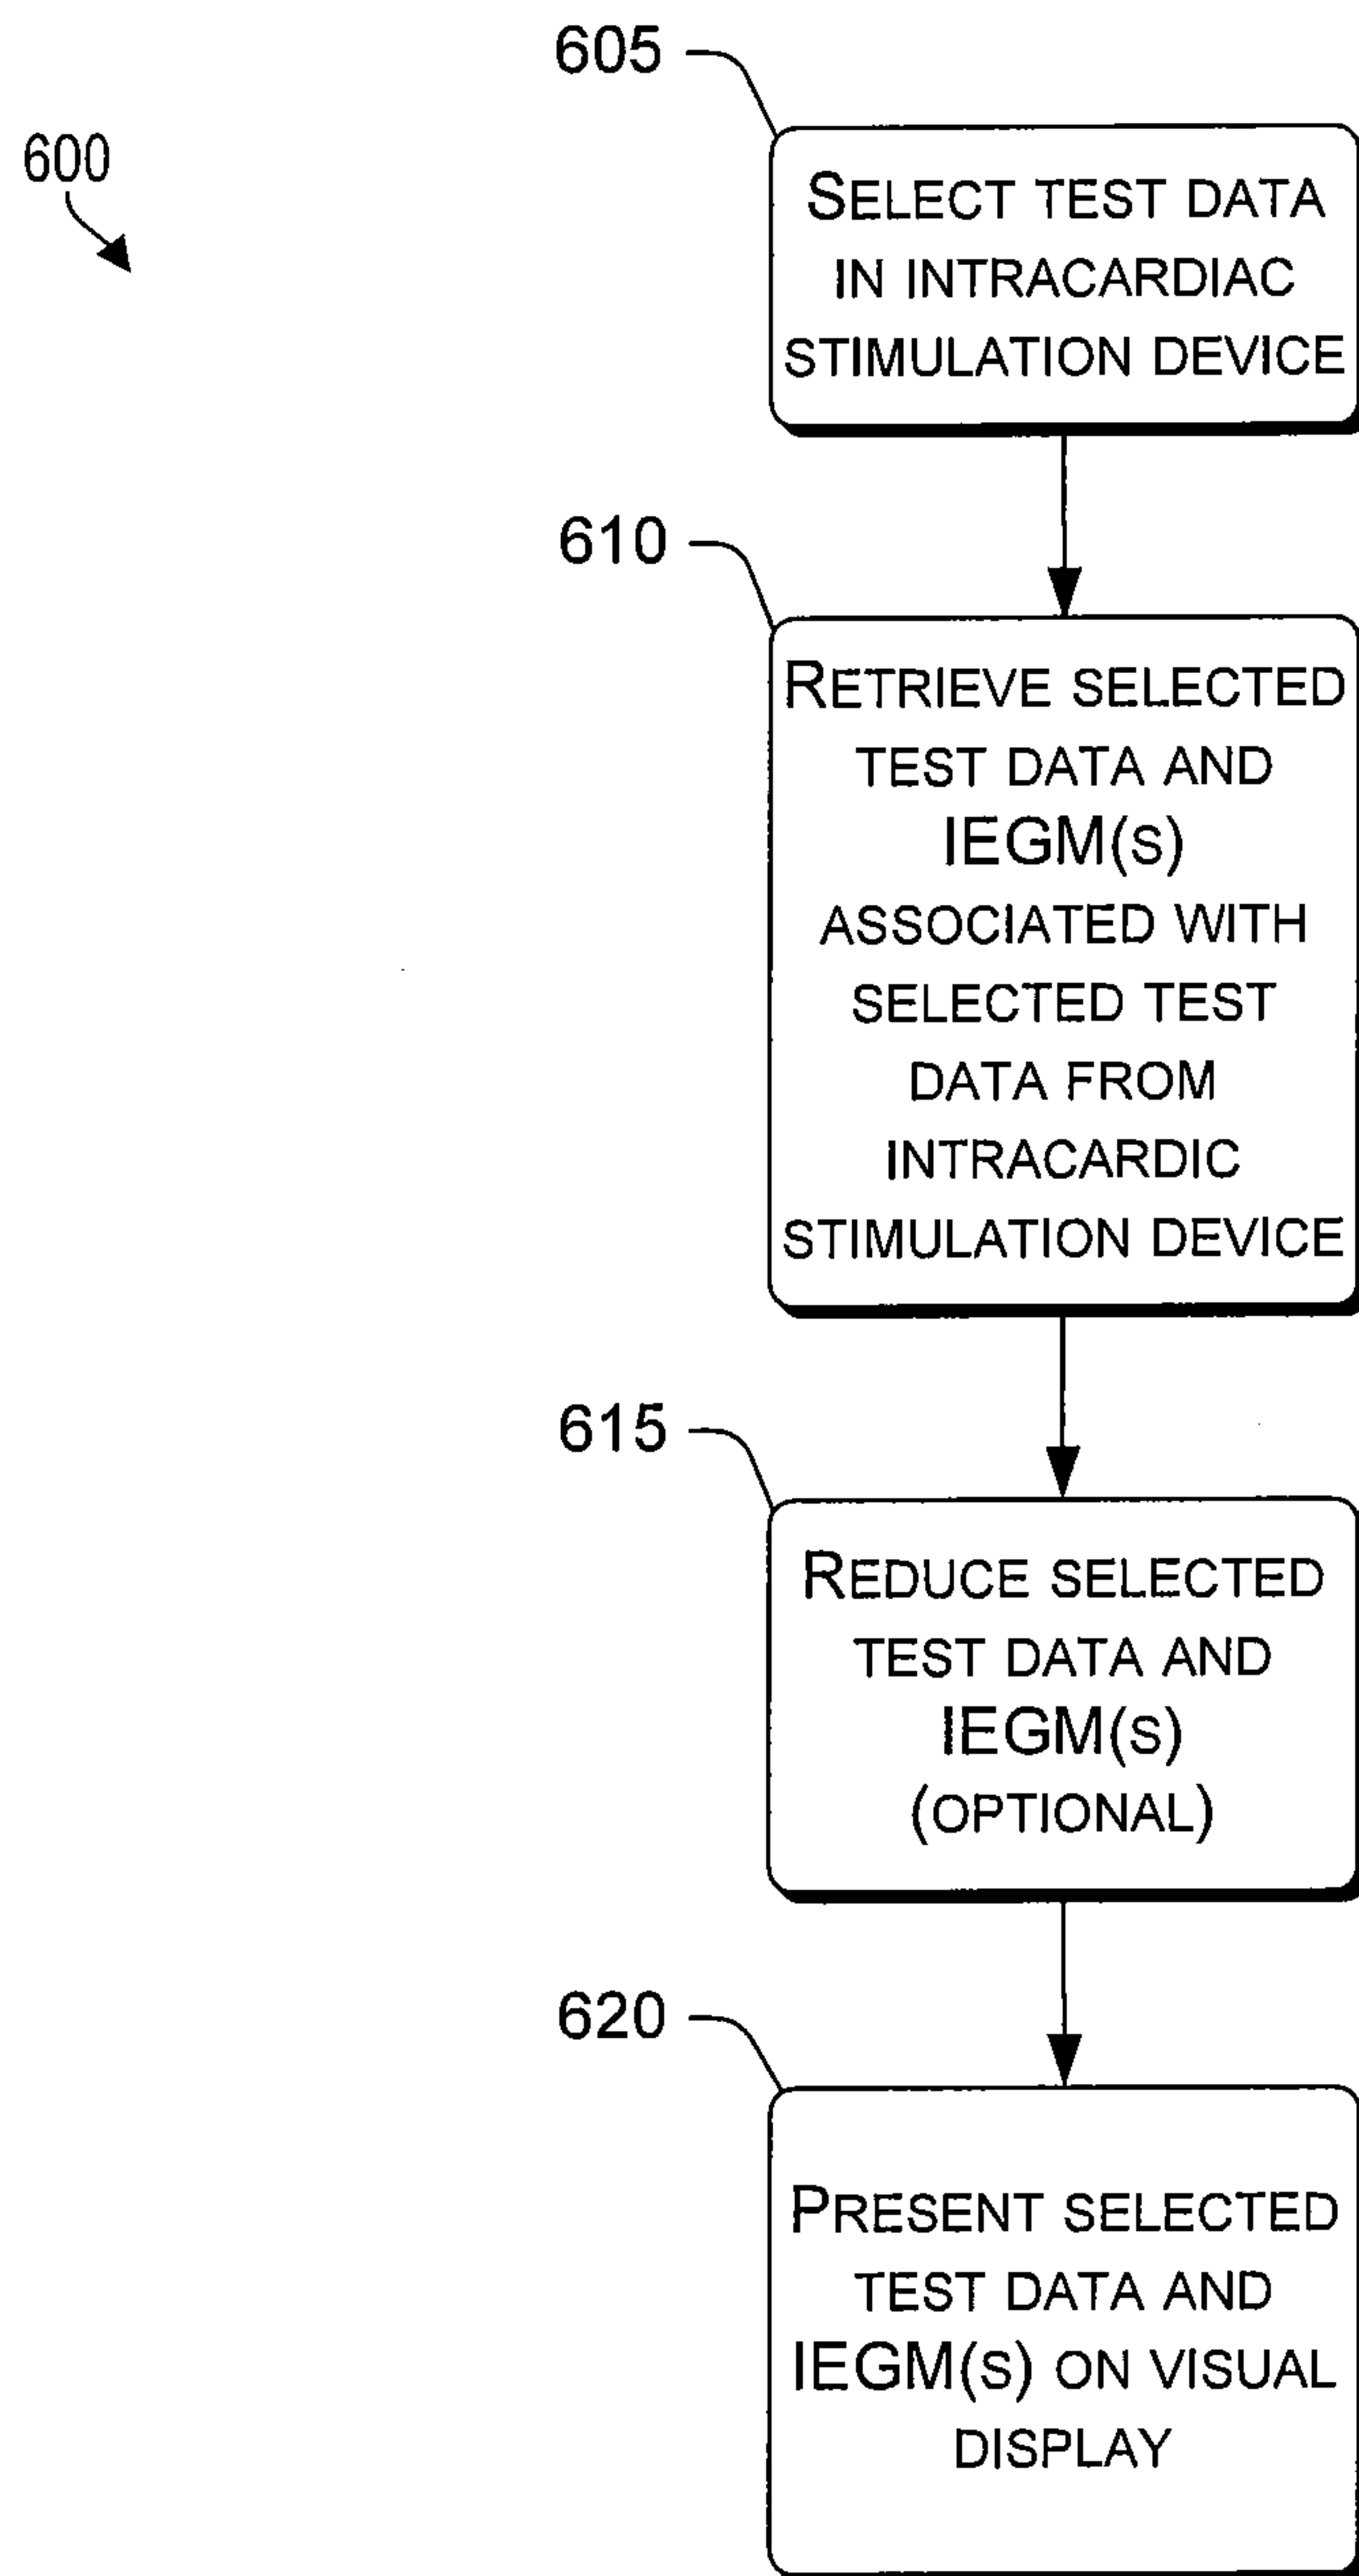 605
600
SELECT TEST DATA
IN INTRACARDIAC
STIMULATION DEVICE
610
RETRIEVE SELECTED
TEST DATA AND
IEGM(S)
ASSOCIATED WITH
SELECTED TEST
DATA FROM
INTRACARDIC
STIMULATION DEVICE
615
REDUCE SELECTED
TEST DATA AND
IEGM(S)
(OPTIONAL)
620
PRESENT SELECTED
TEST DATA AND
IEGM(S) ON VISUAL
DISPLAY